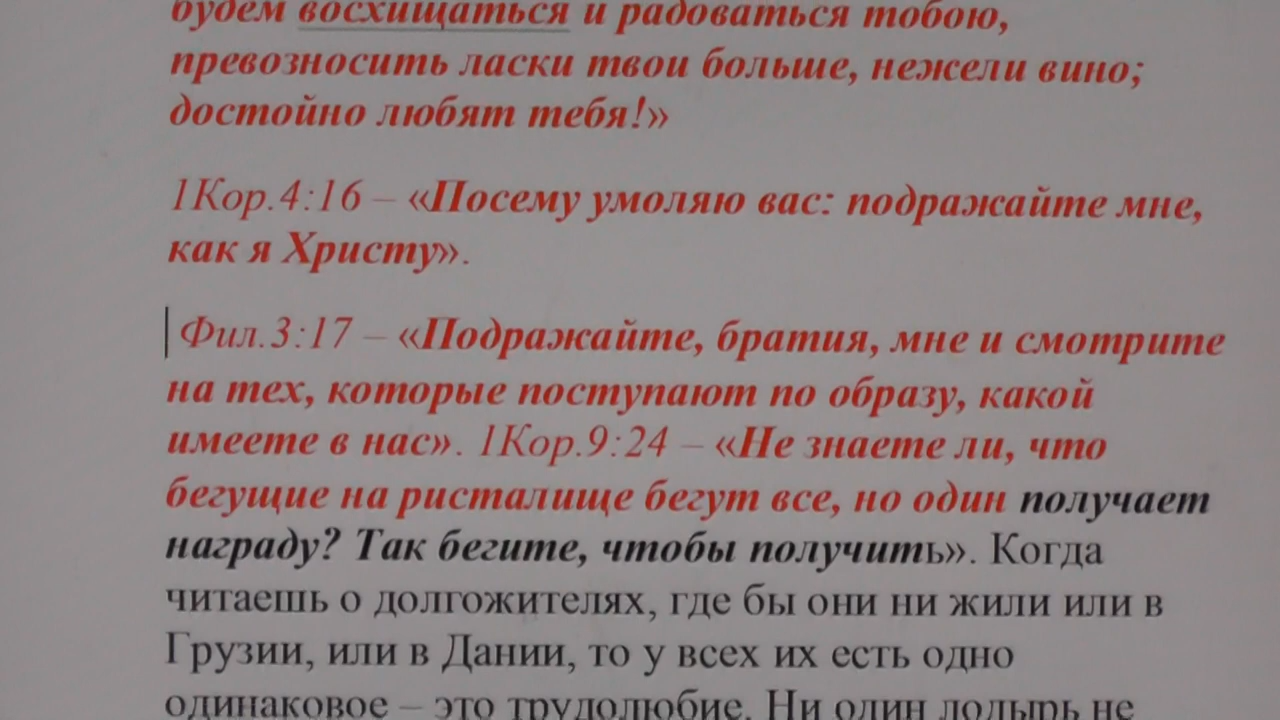 будем восхищаться и радоваться тобою,
превозносить ласки твои больше, нежели вино;
достойно любят тебя!»
1Кор.4:16 – «Посему умоляю вас: подражайте мне,
как я Христу».
Фил.3:17 – «Подражайте, братия, мне и смотрите
на тех, которые поступают по образу, какой
имеете в нас». 1Кор.9:24 – «Не знаете ли, что
бегущие на ристалище бегут все, но один получает
награду? Так бегите, чтобы получить». Когда
читаешь о долгожителях, где бы они ни жили или в
Грузии, или в Дании, то у всех их есть одно
одинаковое – это трудолюбие. Ни один лодырь не